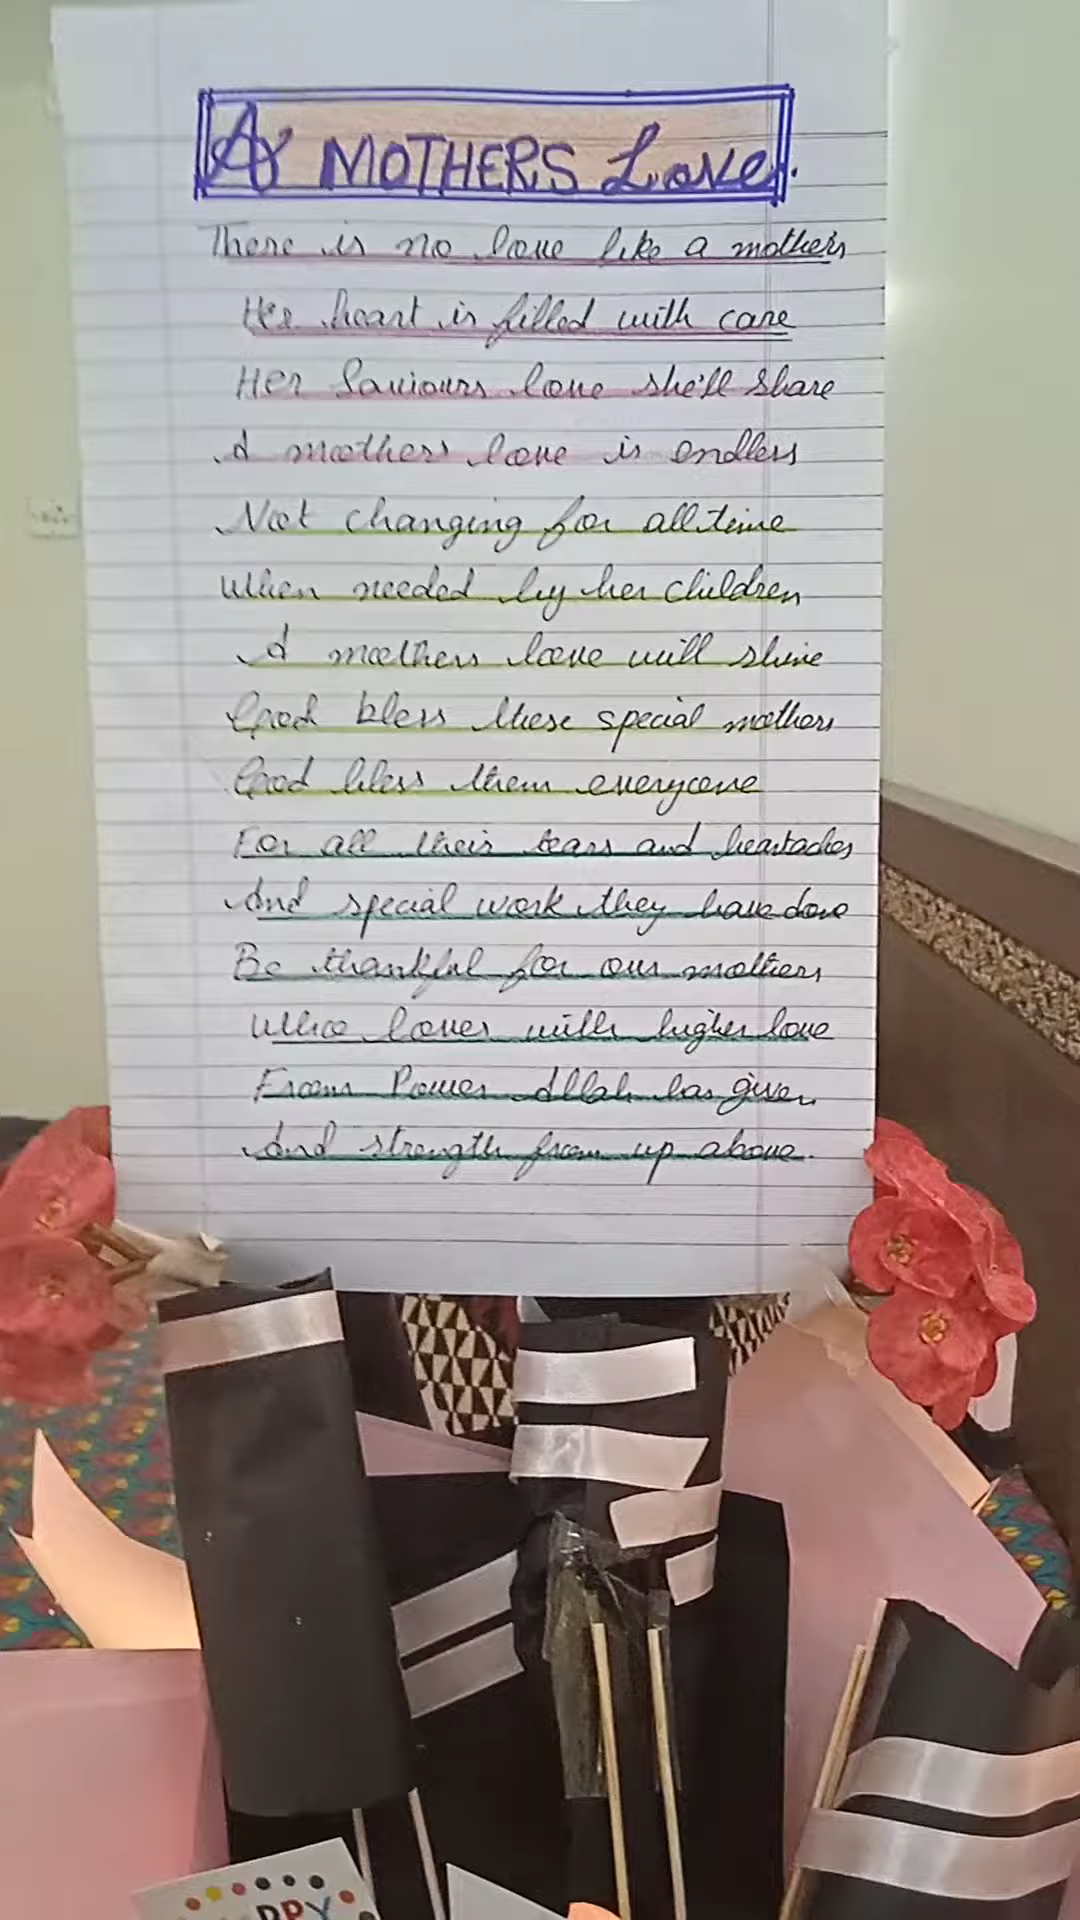 A MOTHERS Love.
There is no love like a mother's
Her heart is filled with care
Her Saviours love she'll share
A mothers love is endless
Not changing for all time
When needed by her children
A mothers love will shine
God bless these special mothers
God bless them everyone
For all their tears and heartaches
And special work they have done
Be thankful for our mothers
Who loves with higher love
From Power Allah has given
And strength from up above.